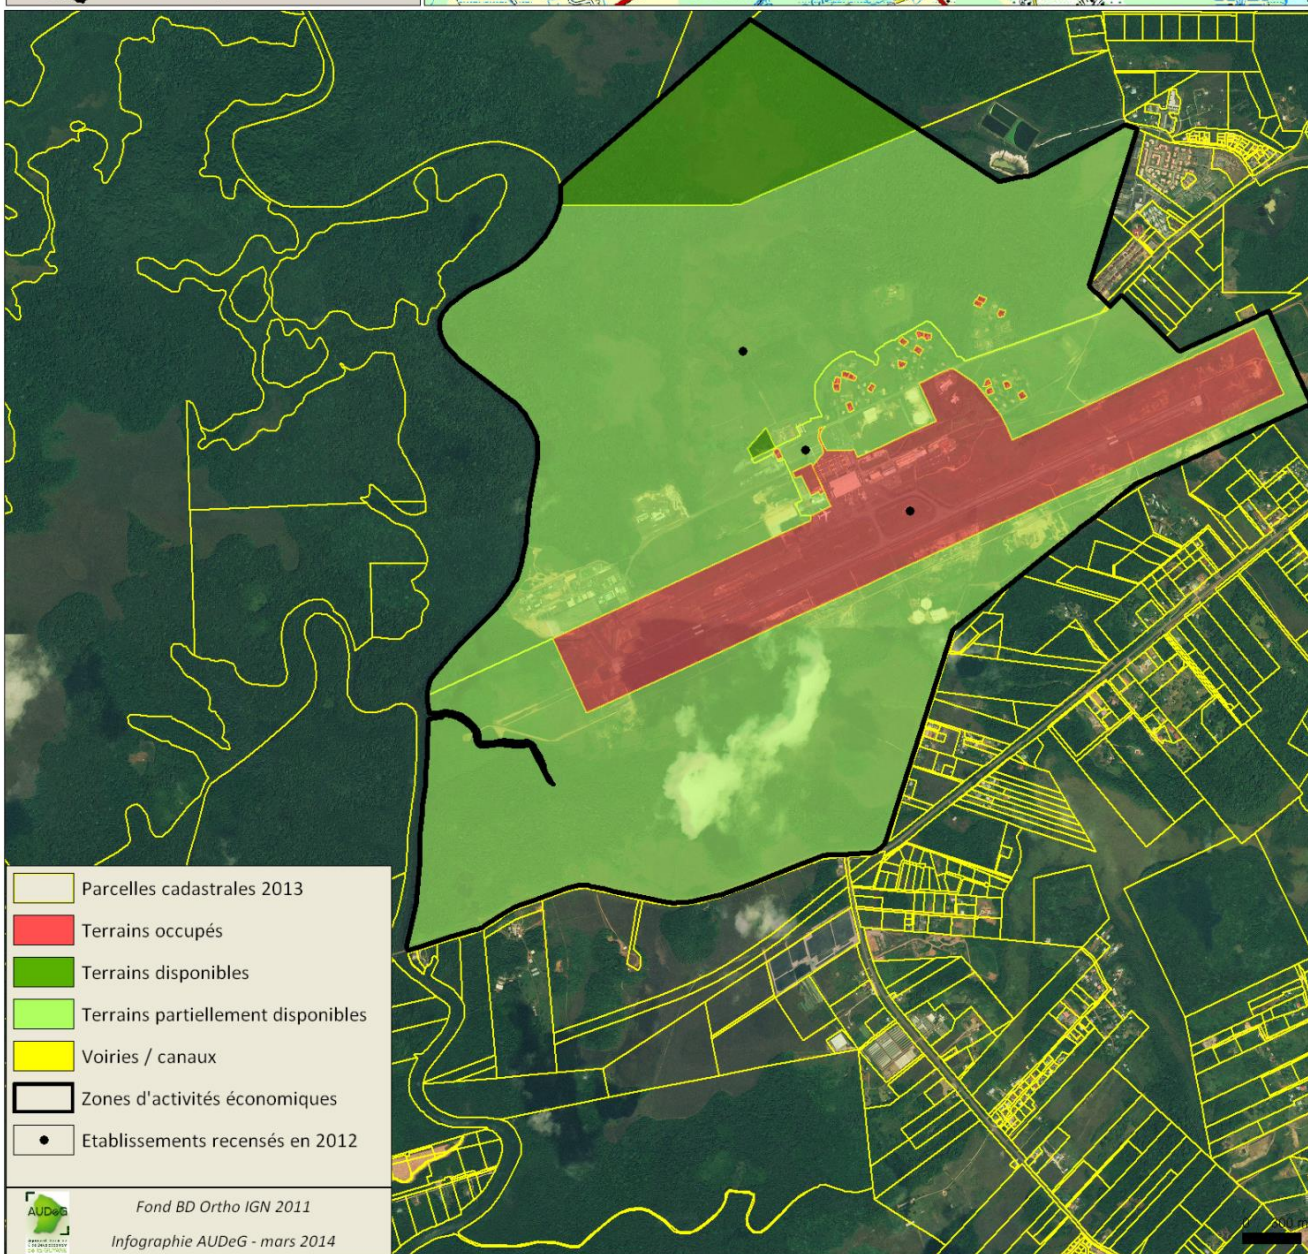 Parcelles cadastrales 2013
Terrains occupés
Terrains disponibles
Terrains partiellement disponibles
Voiries / canaux
Zones d'activités économiques
Etablissements recensés en 2012
AUDeG
Fond BD Ortho IGN 2011
Infographie AUDeG - mars 2014